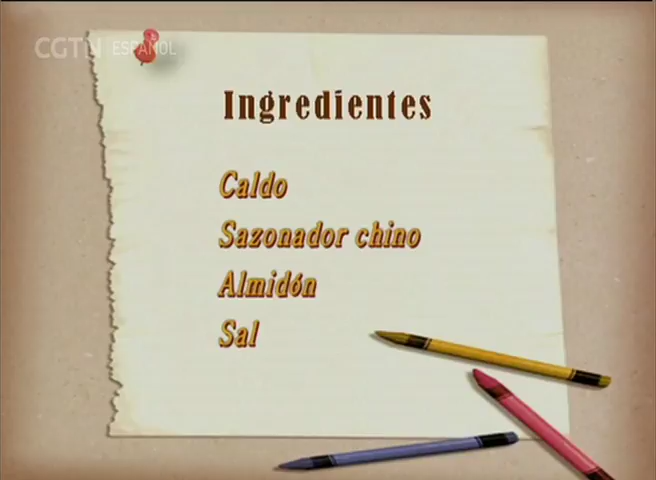 CGTN ESPAÑOL
Ingredientes
Caldo
Sazonador chino
Almidón
Sal